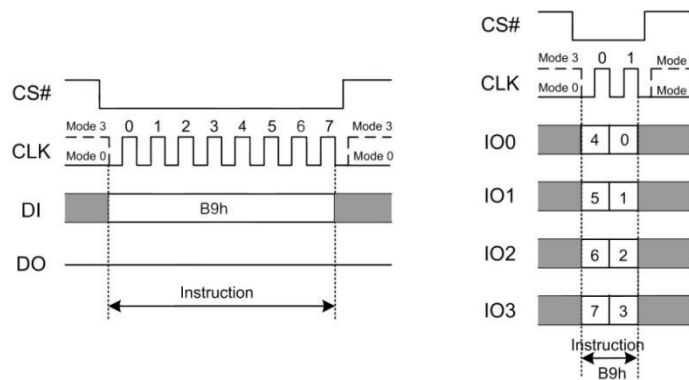 CS#
Mode 3 0 1 2 3 4 5 6 7 Mode 3
CLK
Mode 0 Mode 0
DI B9h
DO
Instruction
CS#
Mode 3 0 1 Mode
CLK
Mode 0 Mode
IO0 4 0
IO1 5 1
IO2 6 2
IO3 7 3
Instruction
B9h